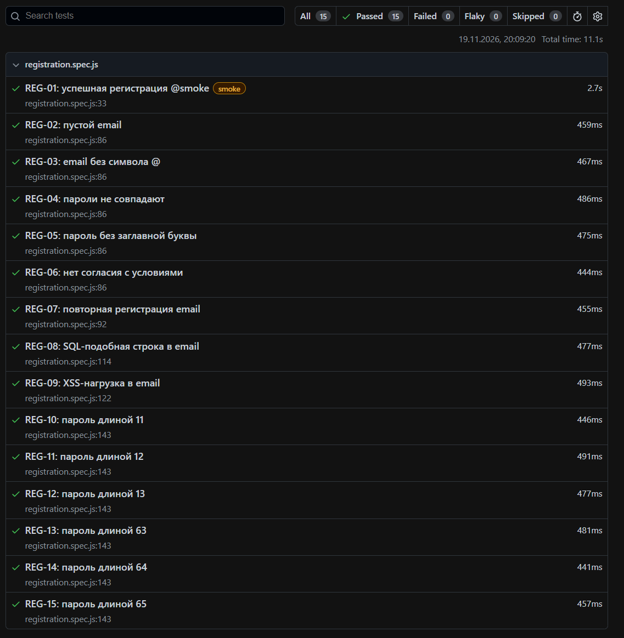 Search tests
All 15 Passed 15 Failed 0 Flaky 0 Skipped 0
19.11.2026, 20:09:20 Total time: 11.1s
registration.spec.js
REG-01: успешная регистрация @smoke smoke 2.7s
registration.spec.js:33
REG-02: пустой email 459ms
registration.spec.js:86
REG-03: email без символа @ 467ms
registration.spec.js:86
REG-04: пароли не совпадают 486ms
registration.spec.js:86
REG-05: пароль без заглавной буквы 475ms
registration.spec.js:86
REG-06: нет согласия с условиями 444ms
registration.spec.js:86
REG-07: повторная регистрация email 455ms
registration.spec.js:92
REG-08: SQL-подобная строка в email 477ms
registration.spec.js:114
REG-09: XSS-нагрузка в email 493ms
registration.spec.js:122
REG-10: пароль длиной 11 446ms
registration.spec.js:143
REG-11: пароль длиной 12 491ms
registration.spec.js:143
REG-12: пароль длиной 13 477ms
registration.spec.js:143
REG-13: пароль длиной 63 481ms
registration.spec.js:143
REG-14: пароль длиной 64 441ms
registration.spec.js:143
REG-15: пароль длиной 65 457ms
registration.spec.js:143